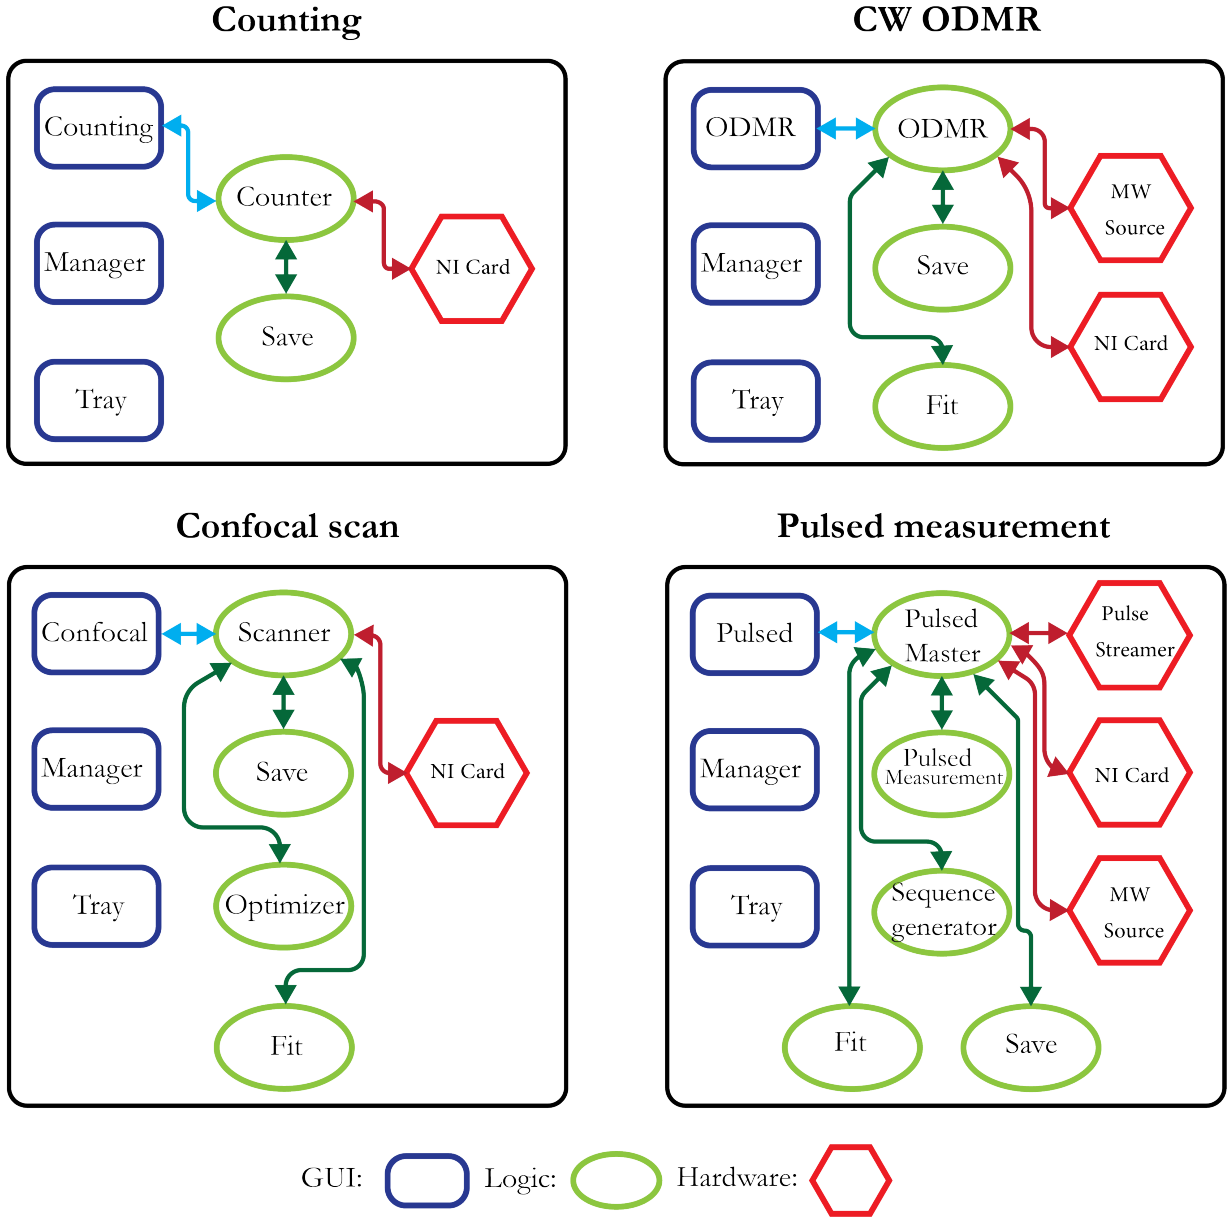 Counting
Counting
Counter
Manager
NI Card
Save
Tray
CW ODMR
ODMR
ODMR
MW
Source
Manager
Save
NI Card
Tray
Fit
Confocal scan
Confocal
Scanner
Manager
Save
NI Card
Tray
Optimizer
Fit
Pulsed measurement
Pulsed
Pulsed
Master
Pulse
Streamer
Manager
Pulsed
Measurement
NI Card
Tray
Sequence
generator
MW
Source
Fit
Save
GUI:
Logic:
Hardware: